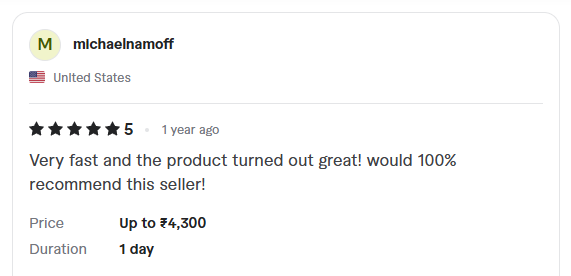 M
michaelnamoff
United States
★★★★★ 5 • 1 year ago
Very fast and the product turned out great! would 100%
recommend this seller!
Price Up to ₹4,300
Duration 1 day